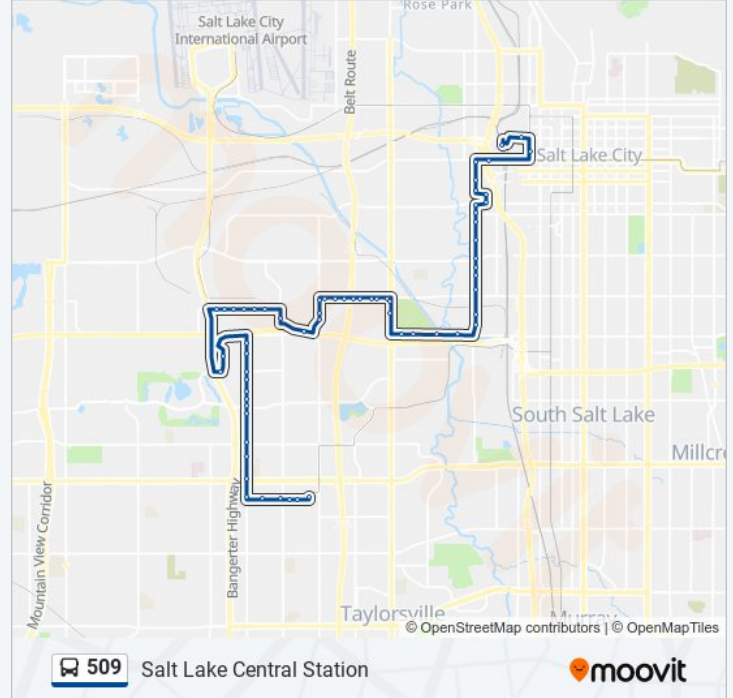 Rose Park
Salt Lake City
International Airport
Belt Route
Salt Lake City
South Salt Lake
Millcre
Mountain View Corridor
Bangerter Highway
Taylorsville
Murray
© OpenStreetMap contributors | © OpenMapTiles
509 Salt Lake Central Station
moovit